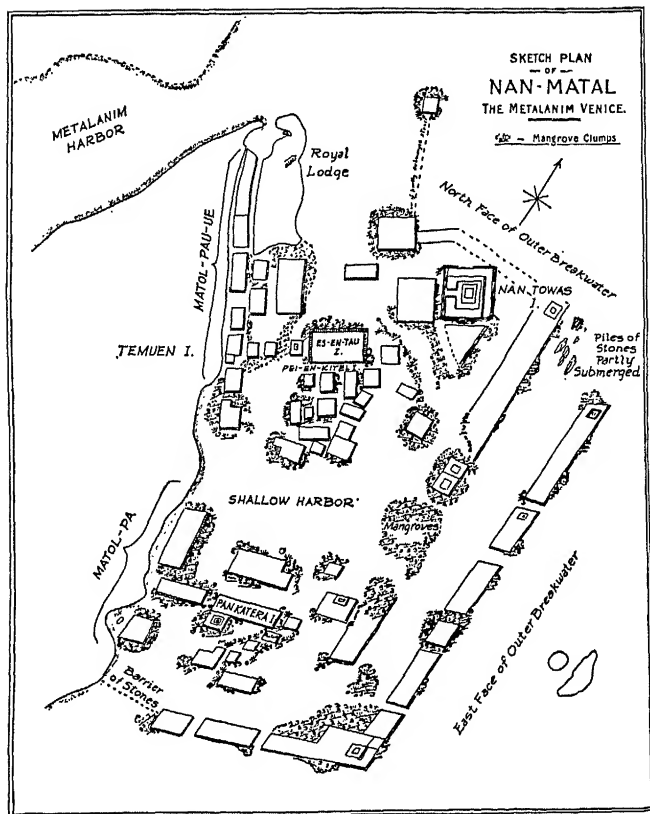 SKETCH PLAN
OF
NAN-MATAL
THE METALANIM VENICE.
- Mangrove Clumps
METALANIM
HARBOR
Royal
Lodge
North Face of Outer Breakwater
MATOL-PAU-UE
NAN TOWAS
I.
TEMUEN I.
ES-EN-TAU
I.
PEI-EN-KITEL I.
Piles of
Stones
Partly
Submerged
SHALLOW HARBOR
Mangroves
MATOL-PA
PAN KATERA I
East Face of Outer Breakwater
Barrier
of Stones